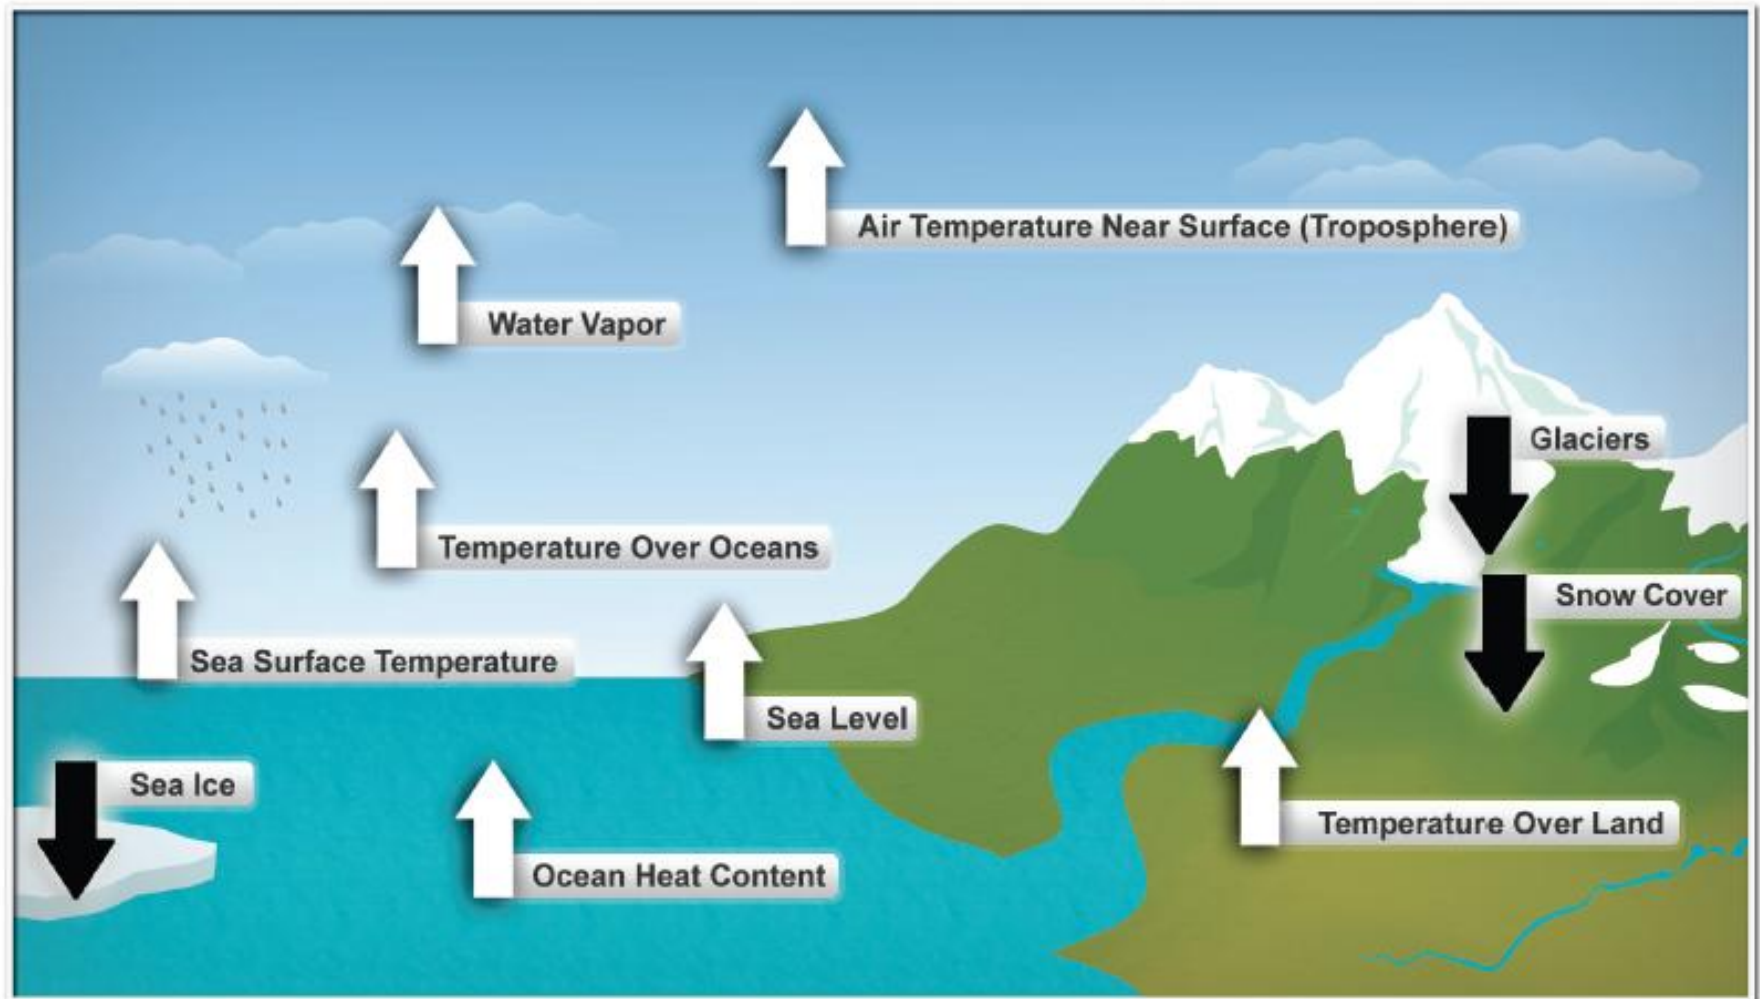 Air Temperature Near Surface (Troposphere)
Water Vapor
Glaciers
Temperature Over Oceans
Snow Cover
Sea Surface Temperature
Sea Level
Sea Ice
Temperature Over Land
Ocean Heat Content